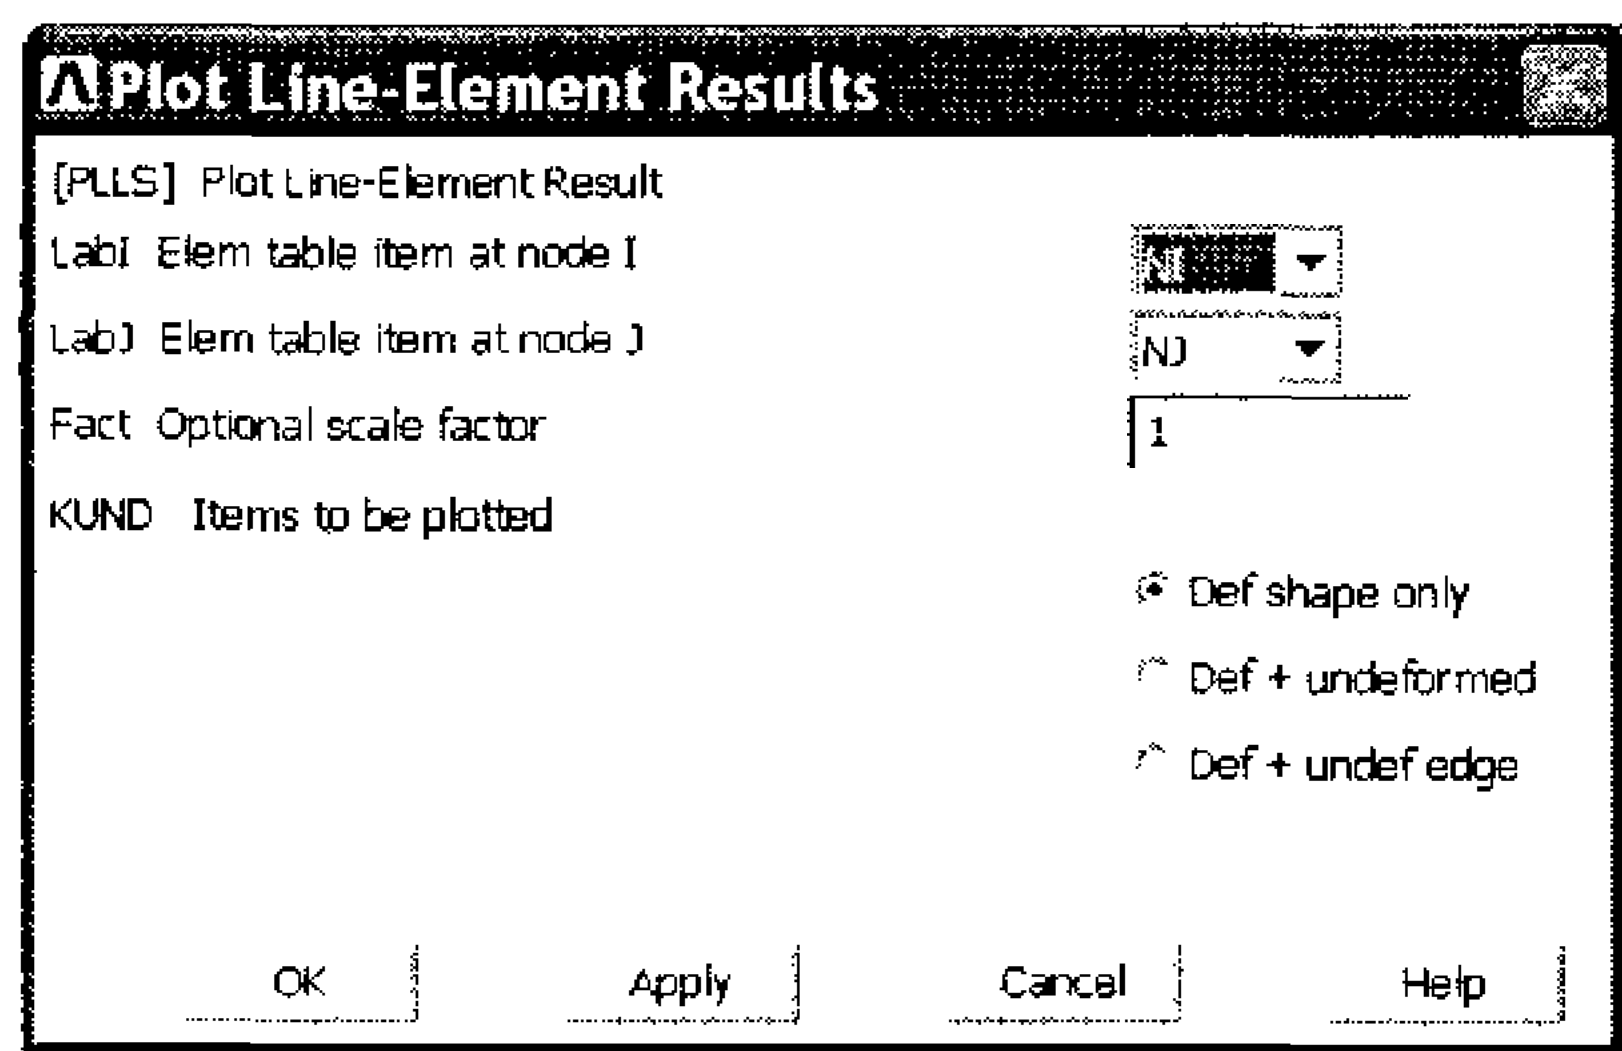 Plot Line-Element Results
[PLLS] Plot Line-Element Result
LabI Elem table item at node I
NI
LabJ Elem table item at node J
NJ
Fact Optional scale factor
1
KUND Items to be plotted
Def shape only
Def + undeformed
Def + undef edge
OK Apply Cancel Help